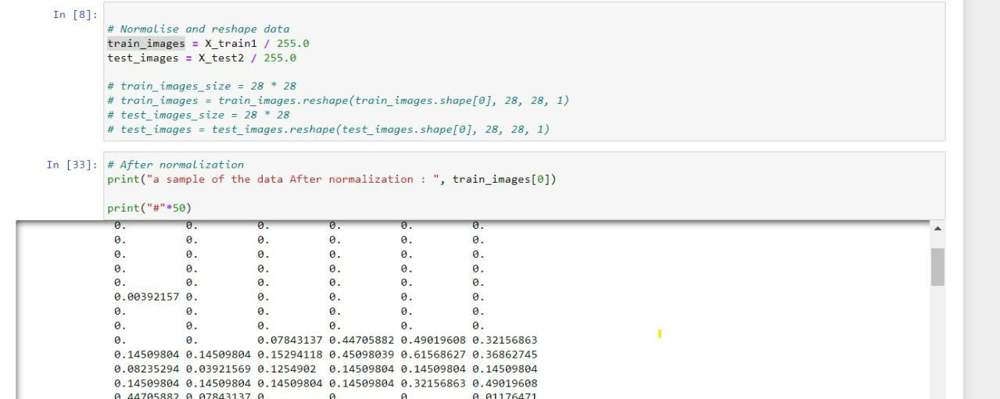 In [8]:
# Normalise and reshape data
train_images = X_train1 / 255.0
test_images = X_test2 / 255.0
# train_images_size = 28 * 28
# train_images = train_images.reshape(train_images.shape[0], 28, 28, 1)
# test_images_size = 28 * 28
# test_images = test_images.reshape(test_images.shape[0], 28, 28, 1)
In [33]:
# After normalization
print("a sample of the data After normalization : ", train_images[0])
print("#"*50)
0. 0. 0. 0. 0. 0.
0. 0. 0. 0. 0. 0.
0. 0. 0. 0. 0. 0.
0. 0. 0. 0. 0. 0.
0. 0. 0. 0. 0. 0.
0.00392157 0. 0. 0. 0. 0.
0. 0. 0. 0. 0. 0.
0. 0. 0. 0. 0. 0.
0. 0. 0.07843137 0.44705882 0.49019608 0.32156863
0.14509804 0.14509804 0.15294118 0.45098039 0.61568627 0.36862745
0.08235294 0.03921569 0.1254902 0.14509804 0.14509804 0.14509804
0.14509804 0.14509804 0.14509804 0.14509804 0.32156863 0.49019608
0.44705882 0.07843137 0. 0. 0. 0.01176471